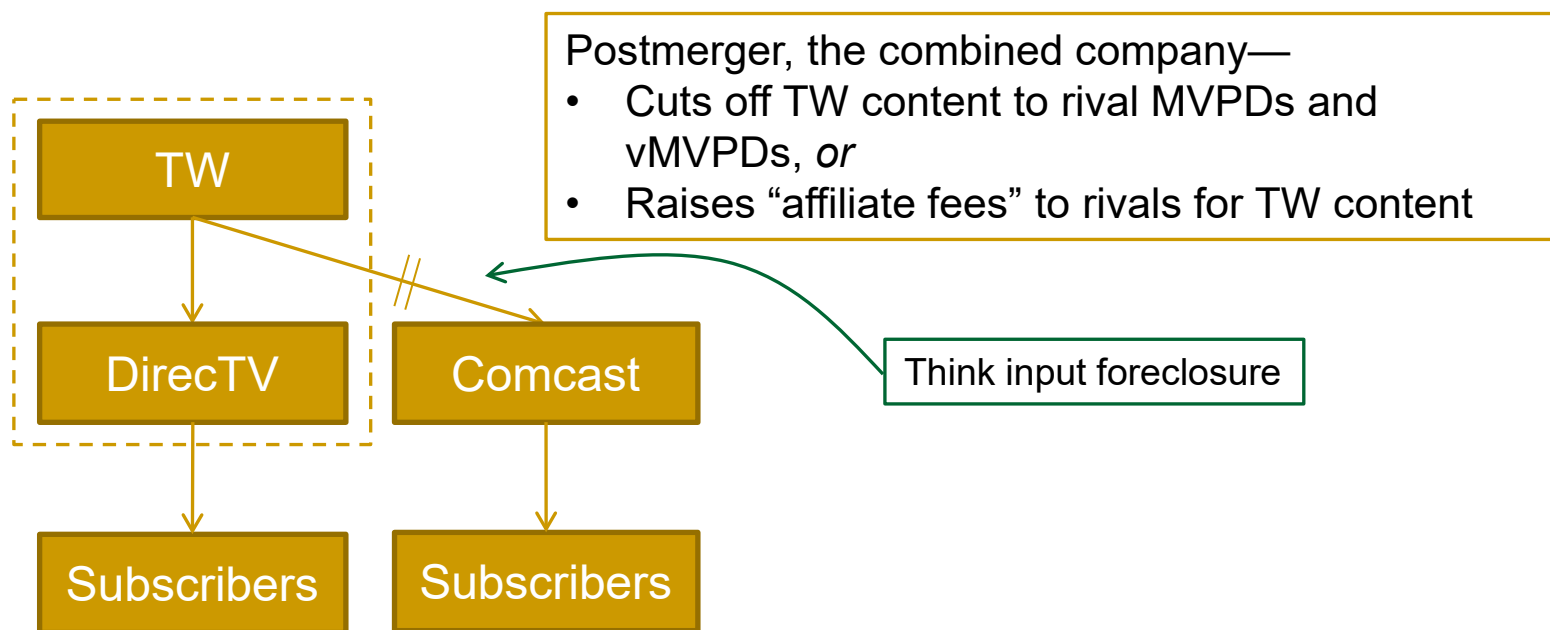 Postmerger, the combined company—
• Cuts off TW content to rival MVPDs and
vMVPDs, or
• Raises “affiliate fees” to rivals for TW content
TW
DirecTV
Comcast
Think input foreclosure
Subscribers
Subscribers